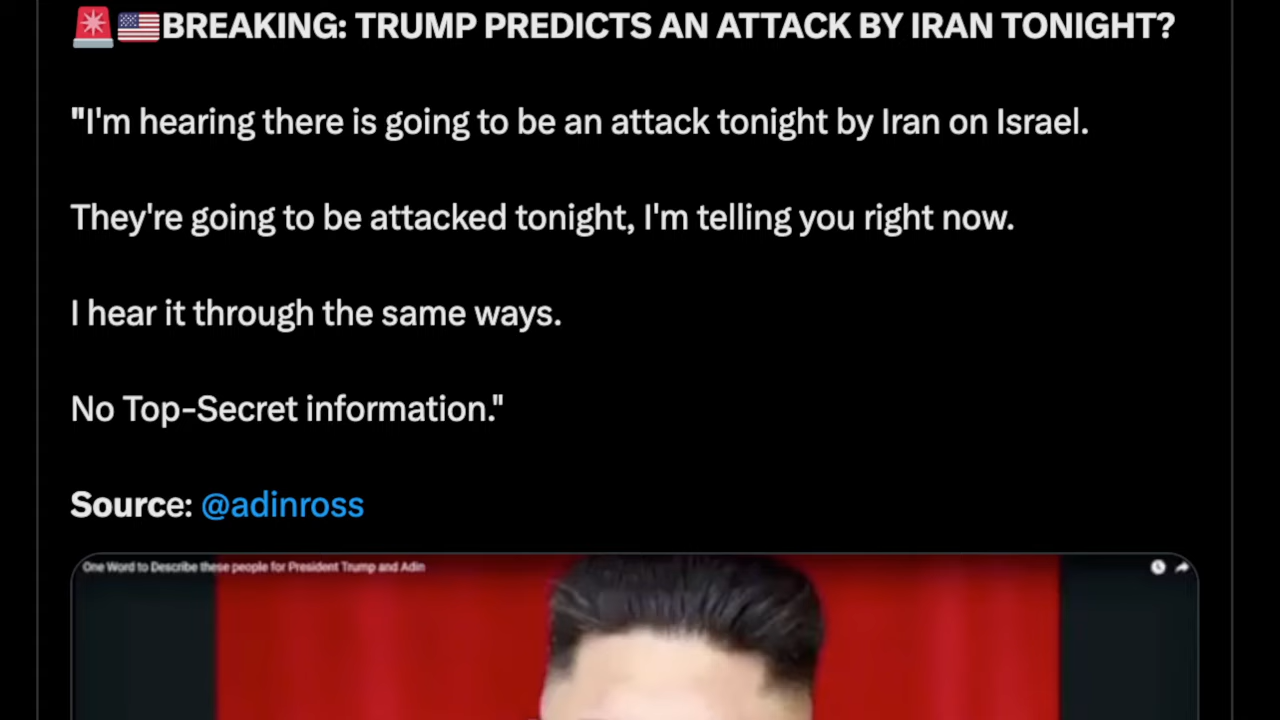 🚨🇺🇸BREAKING: TRUMP PREDICTS AN ATTACK BY IRAN TONIGHT?
"I'm hearing there is going to be an attack tonight by Iran on Israel.
They're going to be attacked tonight, I'm telling you right now.
I hear it through the same ways.
No Top-Secret information."
Source: @adinross
One Word to Describe these people for President Trump and Adin